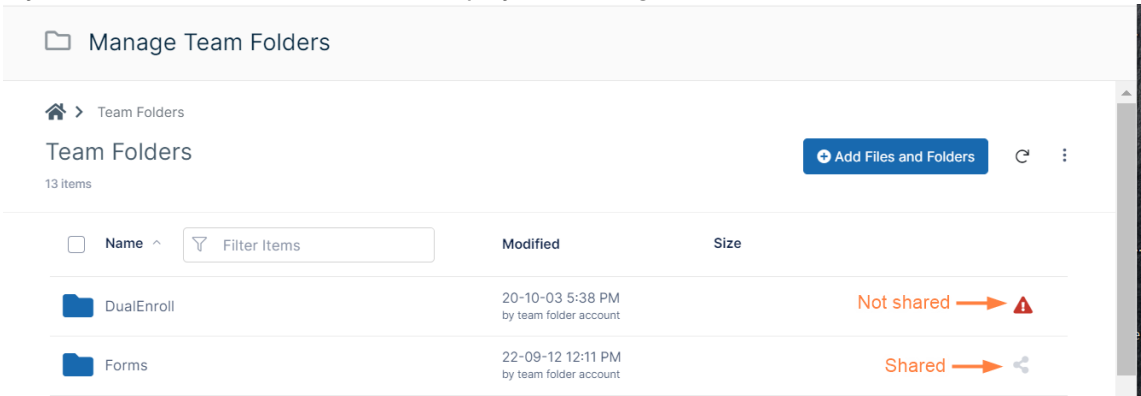 Manage Team Folders
Team Folders
Team Folders
Add Files and Folders
13 items
Name
Filter Items
Modified
Size
DualEnroll
20-10-03 5:38 PM
by team folder account
Not shared
Forms
22-09-12 12:11 PM
by team folder account
Shared